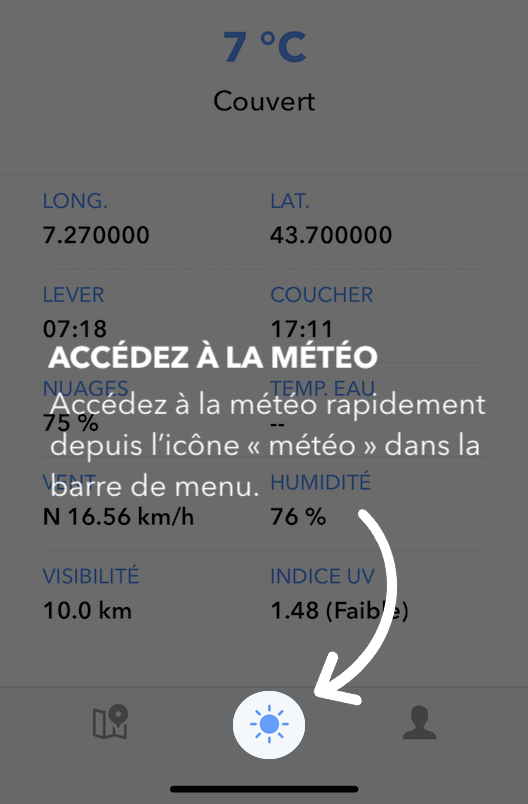 7 °C
Couvert
LONG.
LAT.
7.270000
43.700000
LEVER
COUCHER
07:18
17:11
ACCÉDEZ À LA MÉTÉO
NUAGES
TEMP. EAU
Accédez à la météo rapidement
75 %
--
depuis l’icône « météo » dans la
VENT
HUMIDITÉ
barre de menu.
N 16.56 km/h
76 %
VISIBILITÉ
INDICE UV
10.0 km
1.48 (Faible)